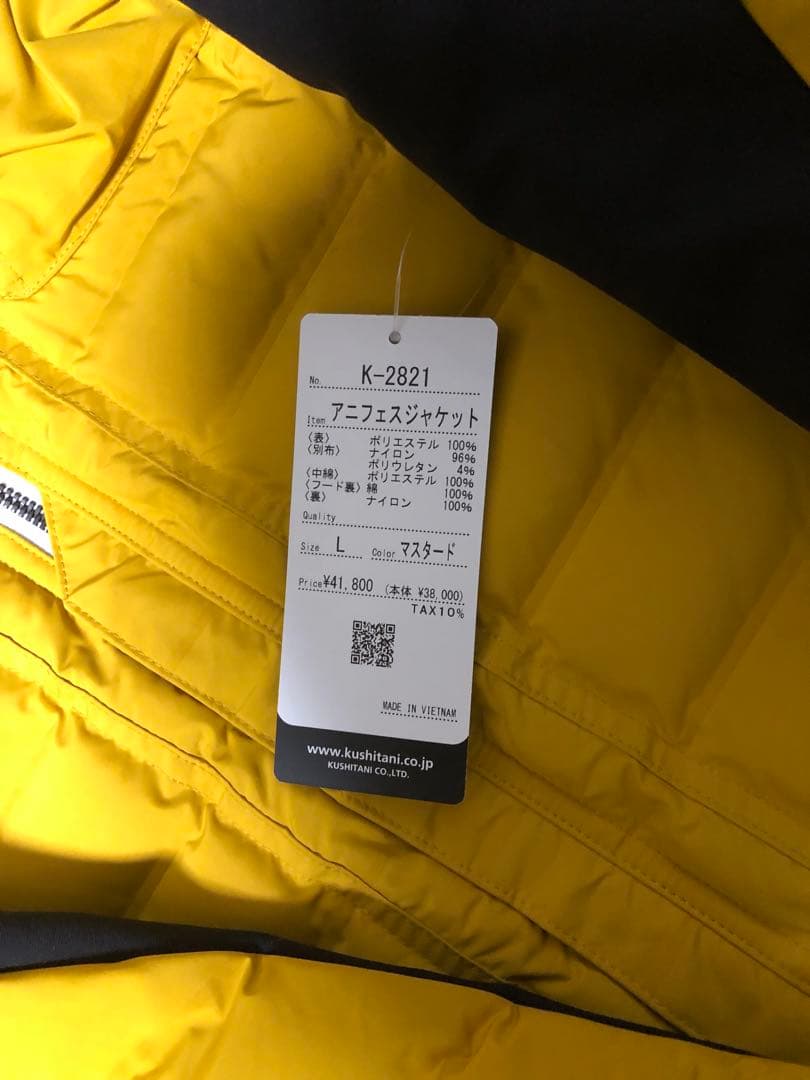 No. K-2821
Item アニフェスジャケット
〈表〉 ポリエステル 100%
〈別布〉 ナイロン 96%
ポリウレタン 4%
〈中綿〉 ポリエステル 100%
〈フード裏〉 綿 100%
〈裏〉 ナイロン 100%
Quality
Size L Color マスタード
Price ¥41,800 (本体 ¥38,000)
TAX10%
MADE IN VIETNAM
www.kushitani.co.jp
KUSHITANI CO.,LTD.